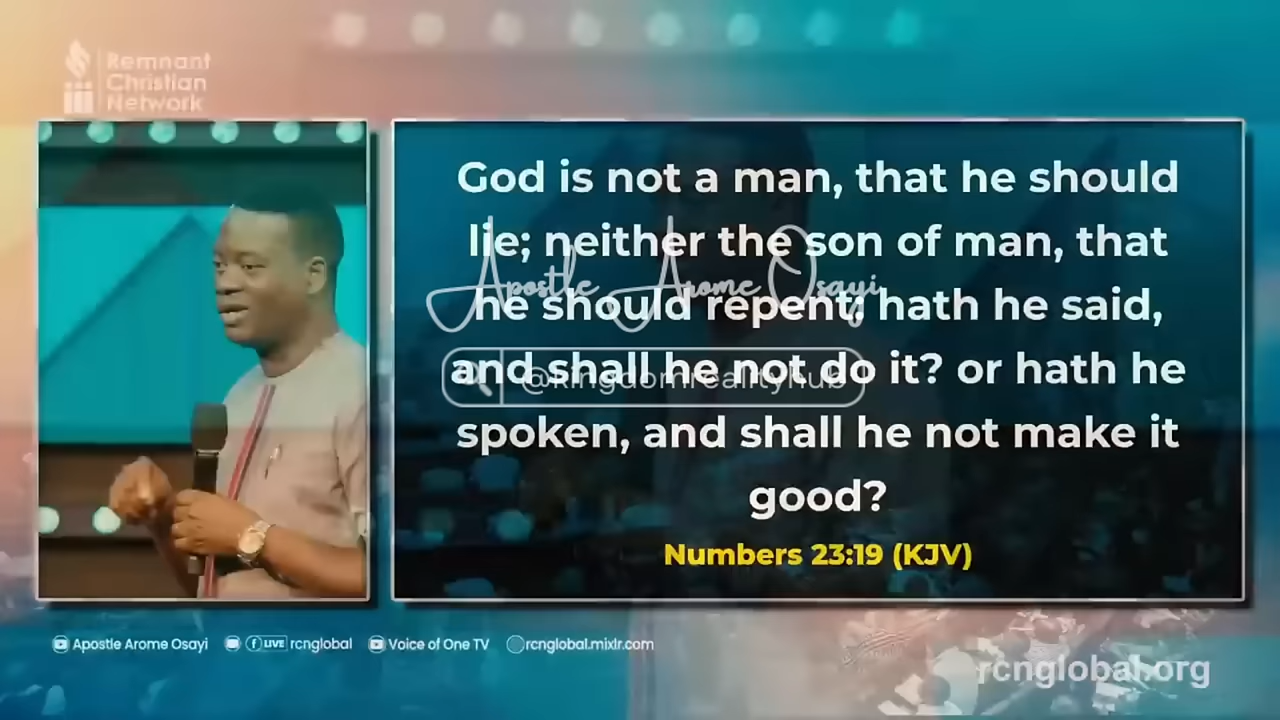 Remnant
Christian
Network
God is not a man, that he should
lie; neither the son of man, that
he should repent; hath he said,
and shall he not do it? or hath he
spoken, and shall he not make it
good?
Numbers 23:19 (KJV)
Apostle Arome Osayi
@kingdomrealityhub
Apostle Arome Osayi
LIVE rcnglobal
Voice of One TV
rcnglobal.mixlr.com
rcnglobal.org